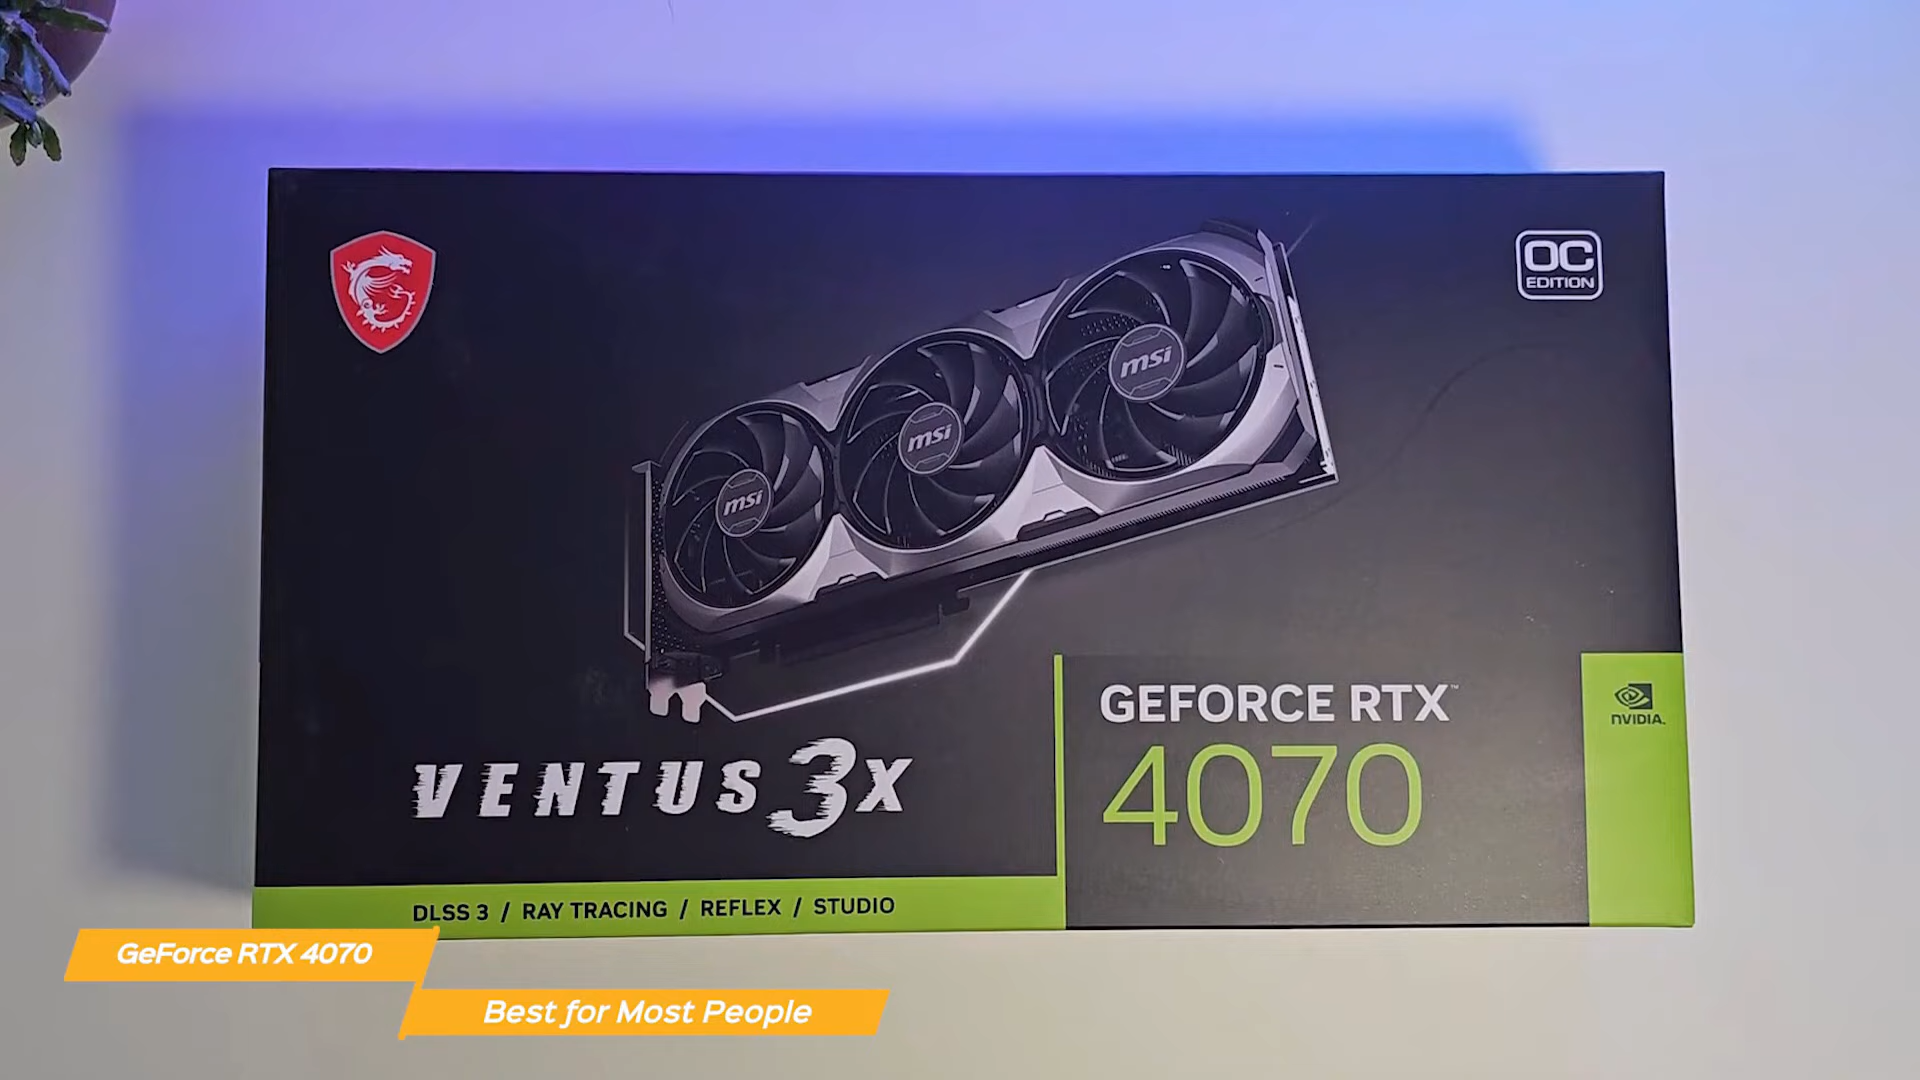 OC
EDITION
msi
msi
msi
GEFORCE RTX™
4070
NVIDIA.
VENTUS 3X
DLSS 3 / RAY TRACING / REFLEX / STUDIO
GeForce RTX 4070
Best for Most People